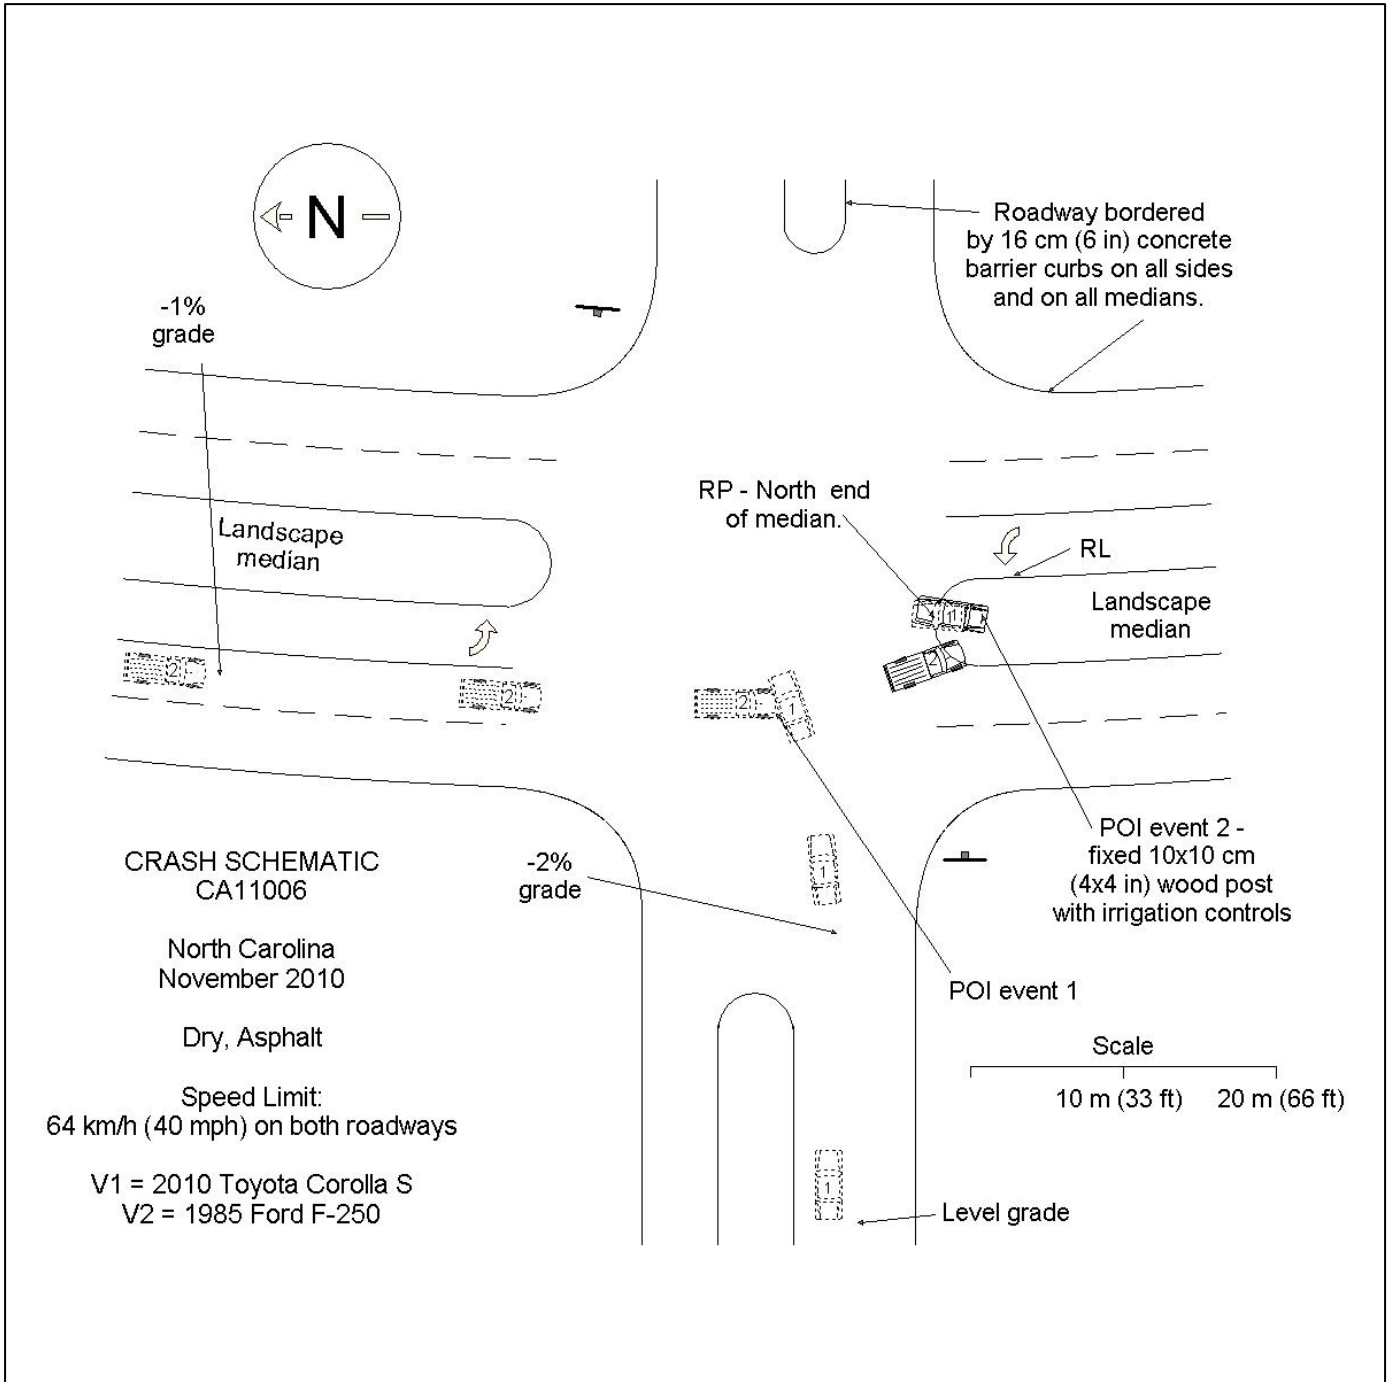 N
Roadway bordered
by 16 cm (6 in) concrete
barrier curbs on all sides
and on all medians.
-1%
grade
RP - North end
of median.
Landscape
median
RL
Landscape
median
1
2
2
2
2
1
1
POI event 2 -
fixed 10x10 cm
(4x4 in) wood post
with irrigation controls
CRASH SCHEMATIC
CA11006
-2%
grade
North Carolina
November 2010
POI event 1
Dry, Asphalt
Scale
10 m (33 ft) 20 m (66 ft)
Speed Limit:
64 km/h (40 mph) on both roadways
V1 = 2010 Toyota Corolla S
V2 = 1985 Ford F-250
1
Level grade